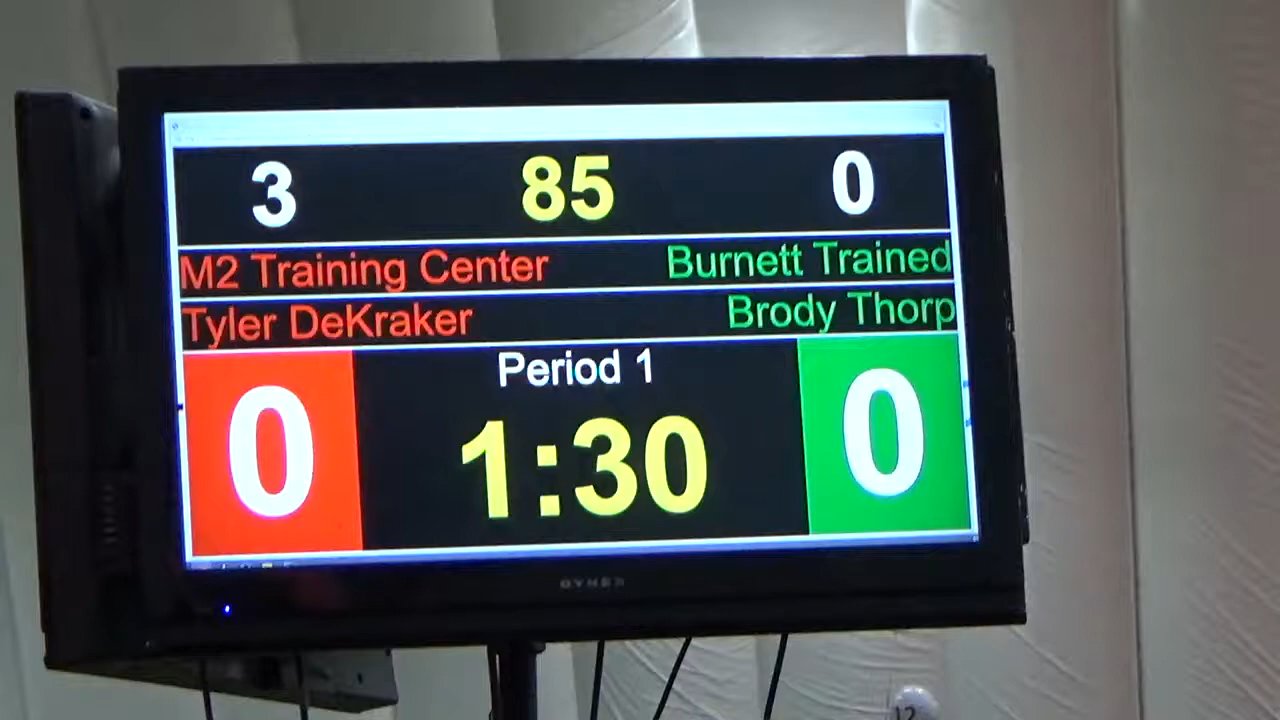 3 85 0
M2 Training Center Burnett Trained
Tyler DeKraker Brody Thorp
Period 1
0 1:30 0
DYNEX
12